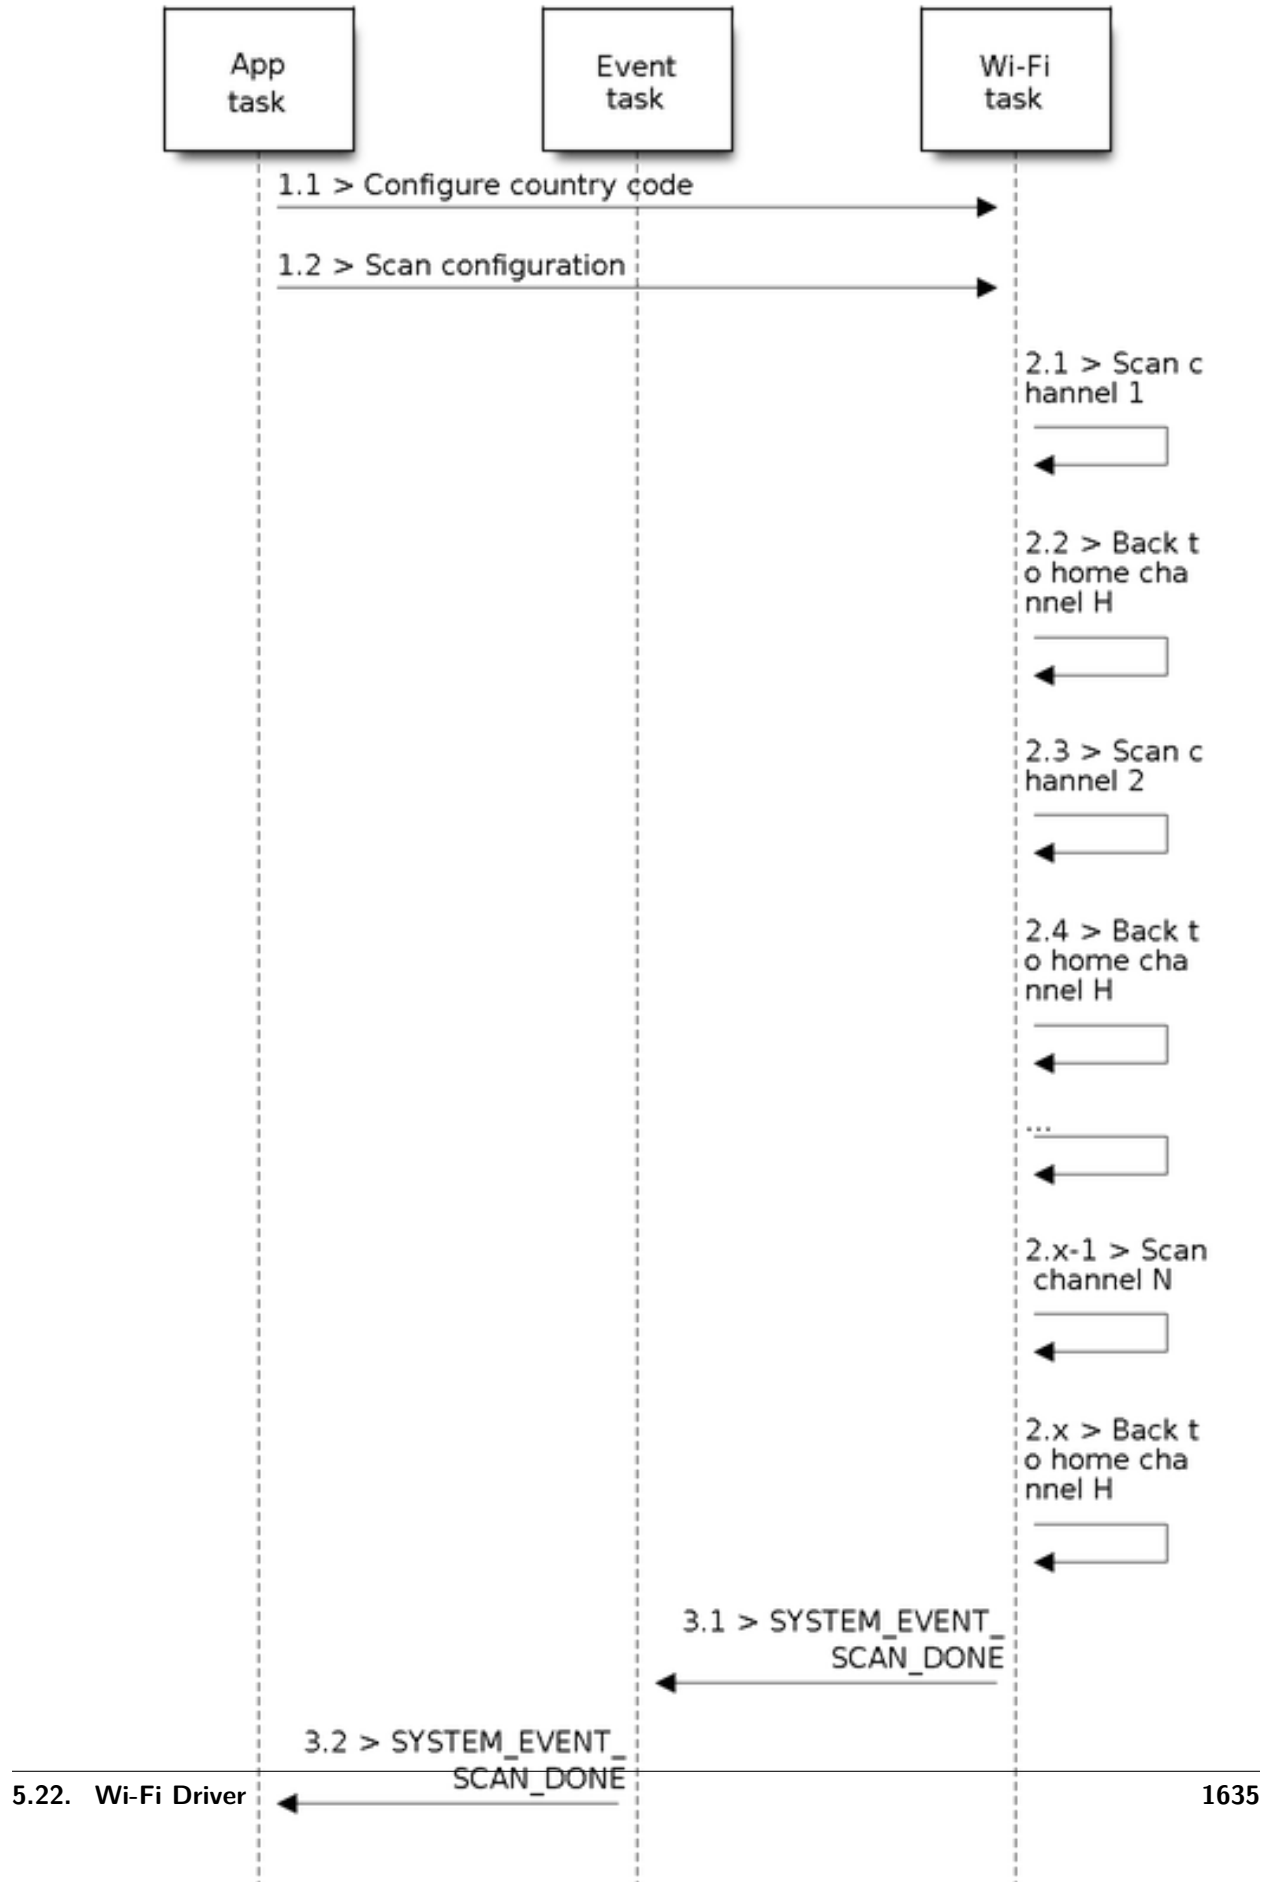 App
task
Event
task
Wi-Fi
task
1.1 > Configure country code
1.2 > Scan configuration
2.1 > Scan c
hannel 1
2.2 > Back t
o home cha
nnel H
2.3 > Scan c
hannel 2
2.4 > Back t
o home cha
nnel H
...
2.x-1 > Scan
channel N
2.x > Back t
o home cha
nnel H
3.1 > SYSTEM_EVENT_
SCAN_DONE
3.2 > SYSTEM_EVENT_
SCAN_DONE
5.22. Wi-Fi Driver
1635